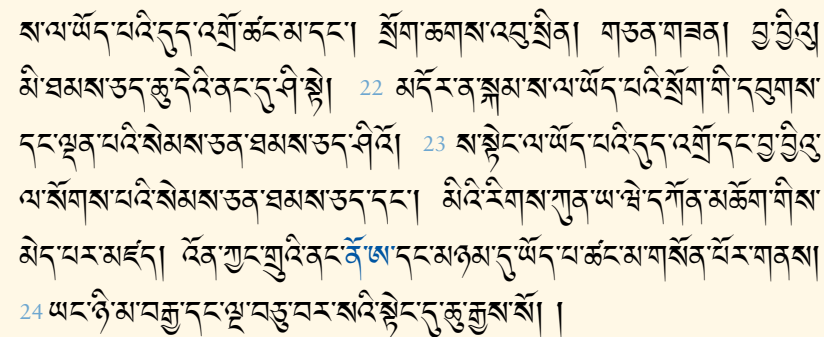 ས་ལ་ཡོད་པའི་དུད་འགྲོ་ཚང་མ་དང་། སྲོག་ཆགས་འབུ་སྲིན། གཅན་གཟན། བྱ་བྱིའུ།
མི་ཐམས་ཅད་ཆུ་དེའི་ནང་དུ་ཤི་སྟེ། 22 མདོར་ན་སྐམ་ས་ལ་ཡོད་པའི་སྲོག་གི་དབུགས་
དང་ལྡན་པའི་སེམས་ཅན་ཐམས་ཅད་ཤིའོ། 23 ས་སྟེང་ལ་ཡོད་པའི་དུད་འགྲོ་དང་བྱ་བྱིའུ་
ལ་སོགས་པའི་སེམས་ཅན་ཐམས་ཅད་དང་། མིའི་རིགས་ཀུན་ཡ་ཝེ་དཀོན་མཆོག་གིས་
མེད་པར་མཛད། འོན་ཀྱང་གྲུའི་ནང་ནོ་ཨ་དང་མཉམ་དུ་ཡོད་པ་ཚང་མ་གསོན་པོར་གནས།
24 ཡང་ཉི་མ་བརྒྱ་དང་ལྔ་བཅུ་བར་སའི་སྟེང་དུ་ཆུ་རྒྱས་སོ། །